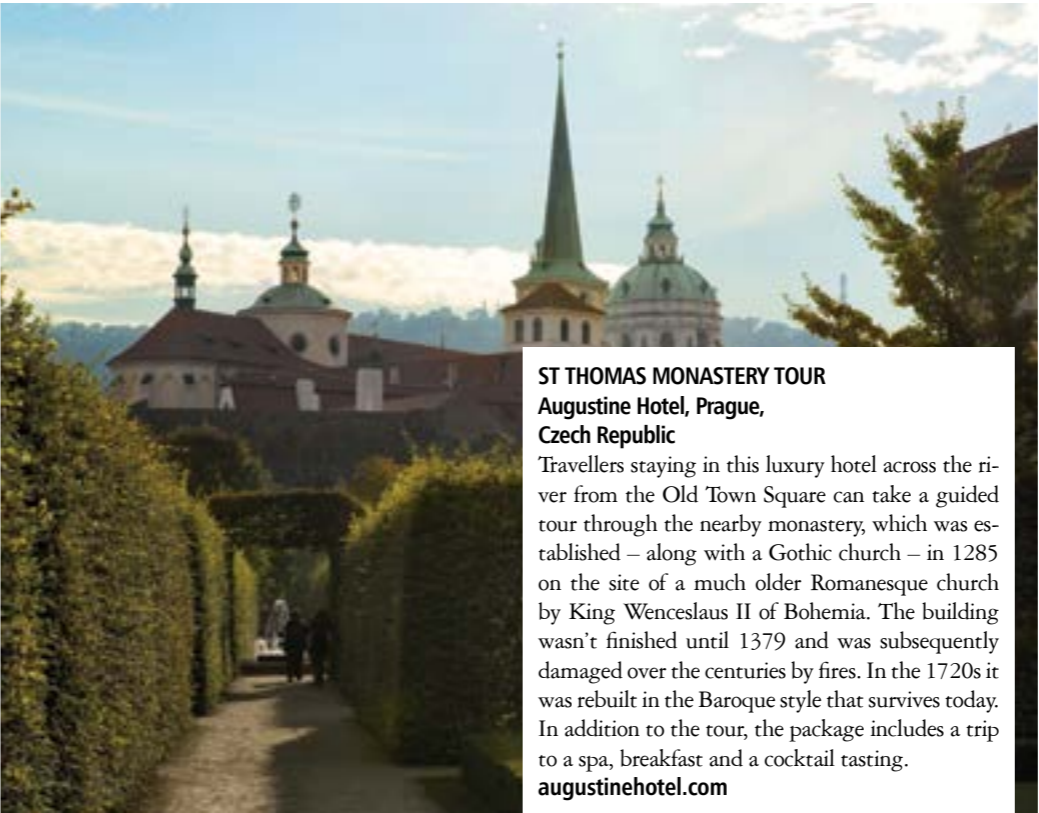 ST THOMAS MONASTERY TOUR
Augustine Hotel, Prague,
Czech Republic
Travellers staying in this luxury hotel across the ri-
ver from the Old Town Square can take a guided
tour through the nearby monastery, which was es-
tablished – along with a Gothic church – in 1285
on the site of a much older Romanesque church
by King Wenceslaus II of Bohemia. The building
wasn't finished until 1379 and was subsequently
damaged over the centuries by fires. In the 1720s it
was rebuilt in the Baroque style that survives today.
In addition to the tour, the package includes a trip
to a spa, breakfast and a cocktail tasting.
augustinehotel.com